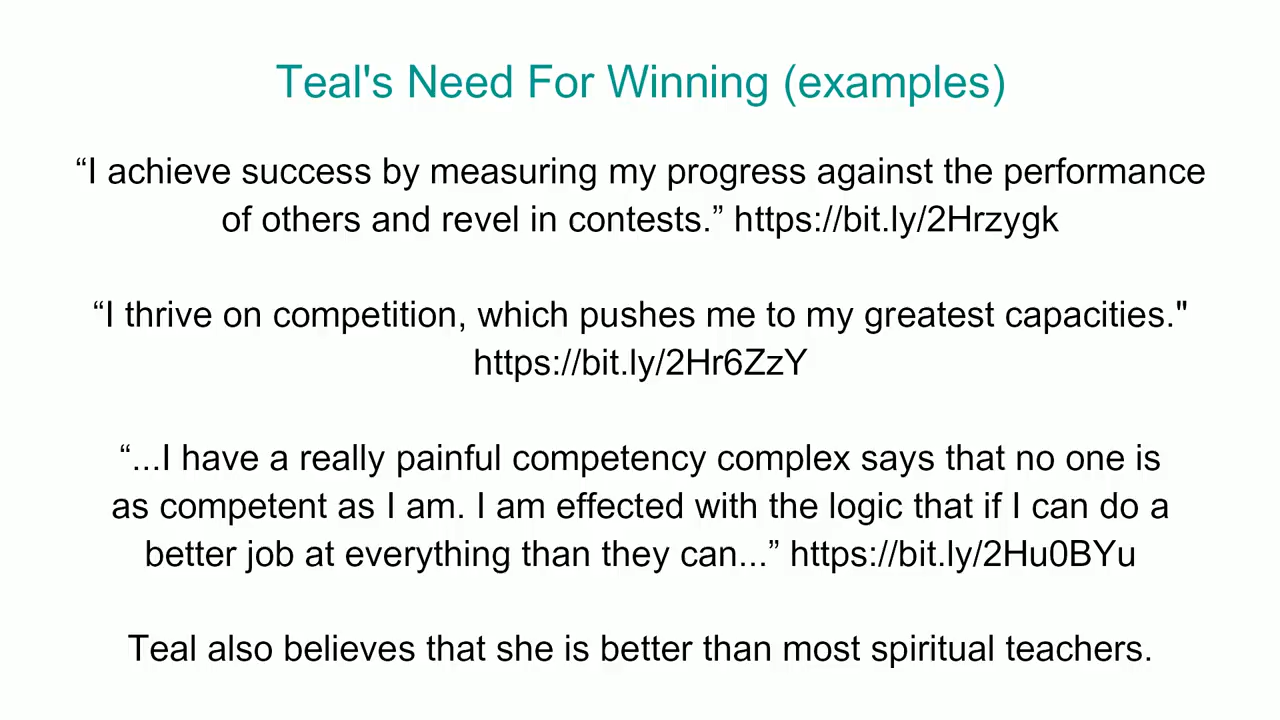 Teal's Need For Winning (examples)
“I achieve success by measuring my progress against the performance
of others and revel in contests.” https://bit.ly/2Hrzygk
“I thrive on competition, which pushes me to my greatest capacities."
https://bit.ly/2Hr6ZzY
“...I have a really painful competency complex says that no one is
as competent as I am. I am effected with the logic that if I can do a
better job at everything than they can...” https://bit.ly/2Hu0BYu
Teal also believes that she is better than most spiritual teachers.